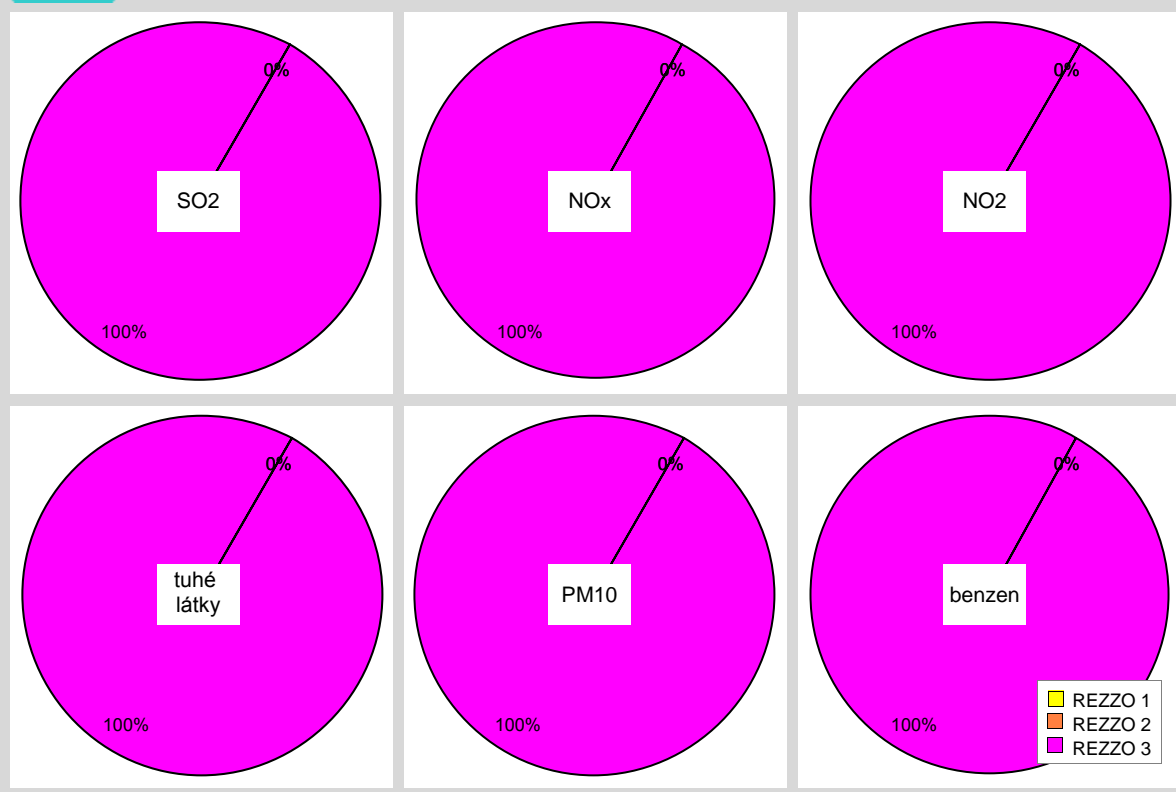 0%
SO2
100%
0%
NOx
100%
0%
NO2
100%
0%
tuhé
látky
100%
0%
PM10
100%
0%
benzen
100%
REZZO 1
REZZO 2
REZZO 3